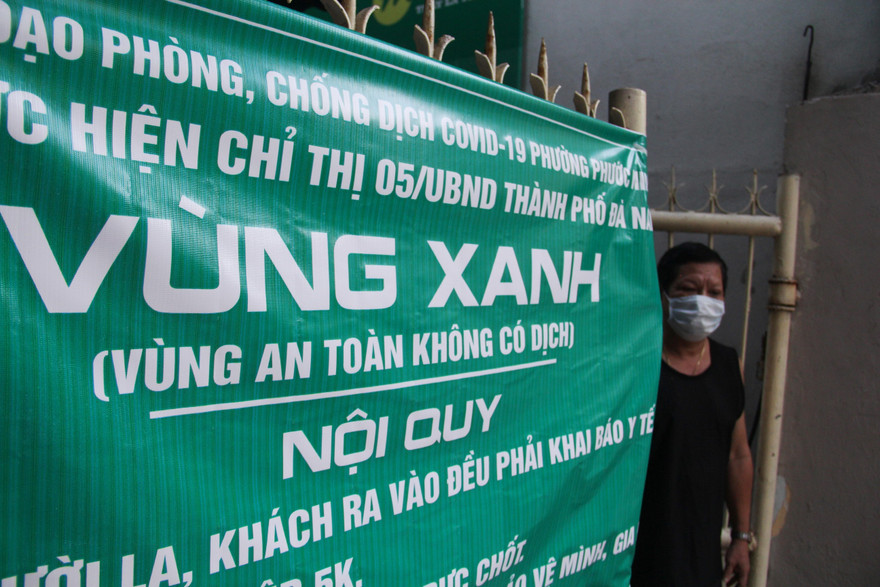 ĐẠO PHÒNG, CHỐNG DỊCH COVID-19 PHƯỜNG PHƯỚC
HIỆN CHỈ THỊ 05/UBND THÀNH PHỐ ĐÀ NA
VÙNG XANH
(VÙNG AN TOÀN KHÔNG CÓ DỊCH)
NỘI QUY
LẠ, KHÁCH RA VÀO ĐỀU PHẢI KHAI BÁO Y TẾ
5K.
CHỐT.
VỆ MÌNH, GIA